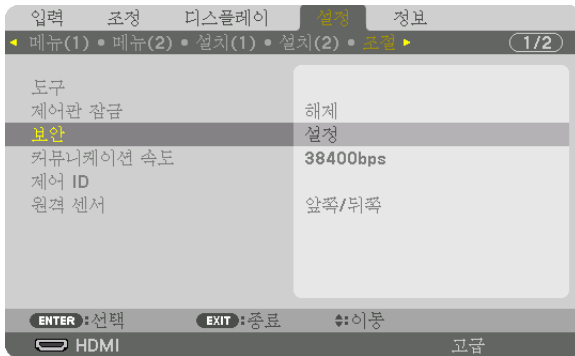 입력 조정 디스플레이 설정 정보
◀ 메뉴(1) ● 메뉴(2) ● 설치(1) ● 설치(2) ● 조절 ▶ 1/2
도구
제어판 잠금 해제
보안 설정
커뮤니케이션 속도 38400bps
제어 ID
원격 센서 앞쪽/뒤쪽
ENTER:선택 EXIT:종료 :이동
HDMI 고급